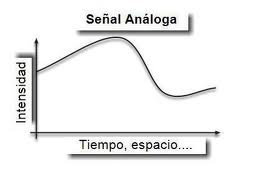 Señal Análoga
Intensidad
Tiempo, espacio....